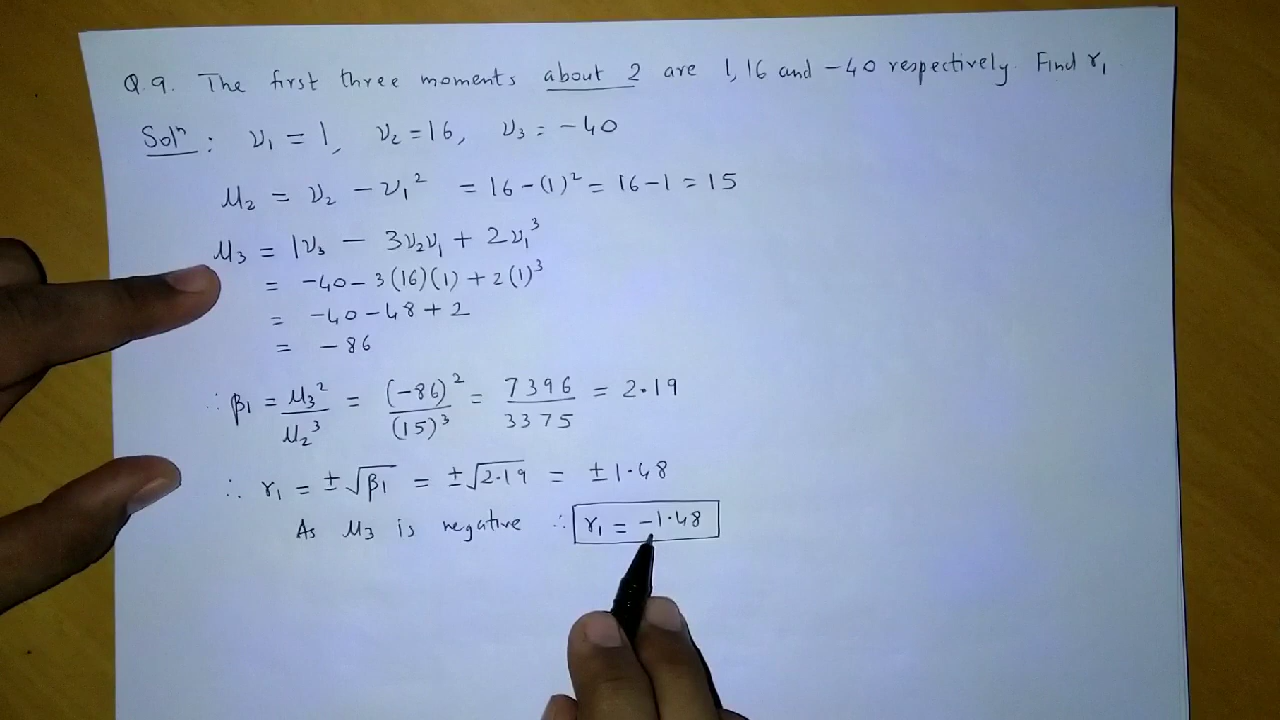 Q.9. The first three moments about 2 are 1, 16 and -40 respectively. Find γ₁
Solⁿ : ν₁ = 1, ν₂ = 16, ν₃ = -40
μ₂ = ν₂ - ν₁² = 16 - (1)² = 16 - 1 = 15
μ₃ = 1ν₃ - 3ν₂ν₁ + 2ν₁³
= -40 - 3(16)(1) + 2(1)³
= -40 - 48 + 2
= -86
∴ β₁ = μ₃²/μ₂³ = (-86)²/(15)³ = 7396/3375 = 2.19
∴ γ₁ = ±√β₁ = ±√2.19 = ±1.48
As μ₃ is negative ∴ γ₁ = -1.48